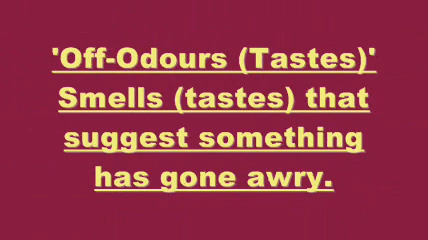 'Off-Odours (Tastes)'
Smells (tastes) that
suggest something
has gone awry.